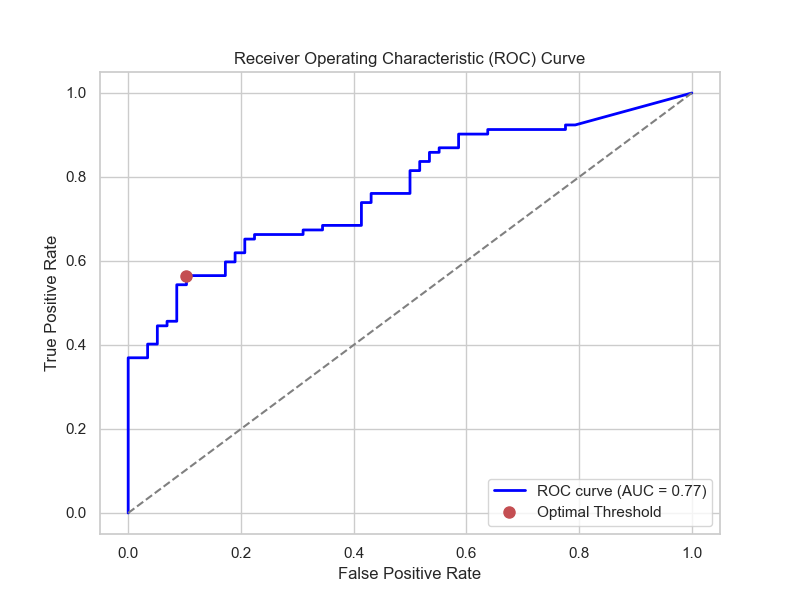 Receiver Operating Characteristic (ROC) Curve
True Positive Rate
1.0
0.8
0.6
0.4
0.2
0.0
0.0 0.2 0.4 0.6 0.8 1.0
False Positive Rate
ROC curve (AUC = 0.77)
Optimal Threshold